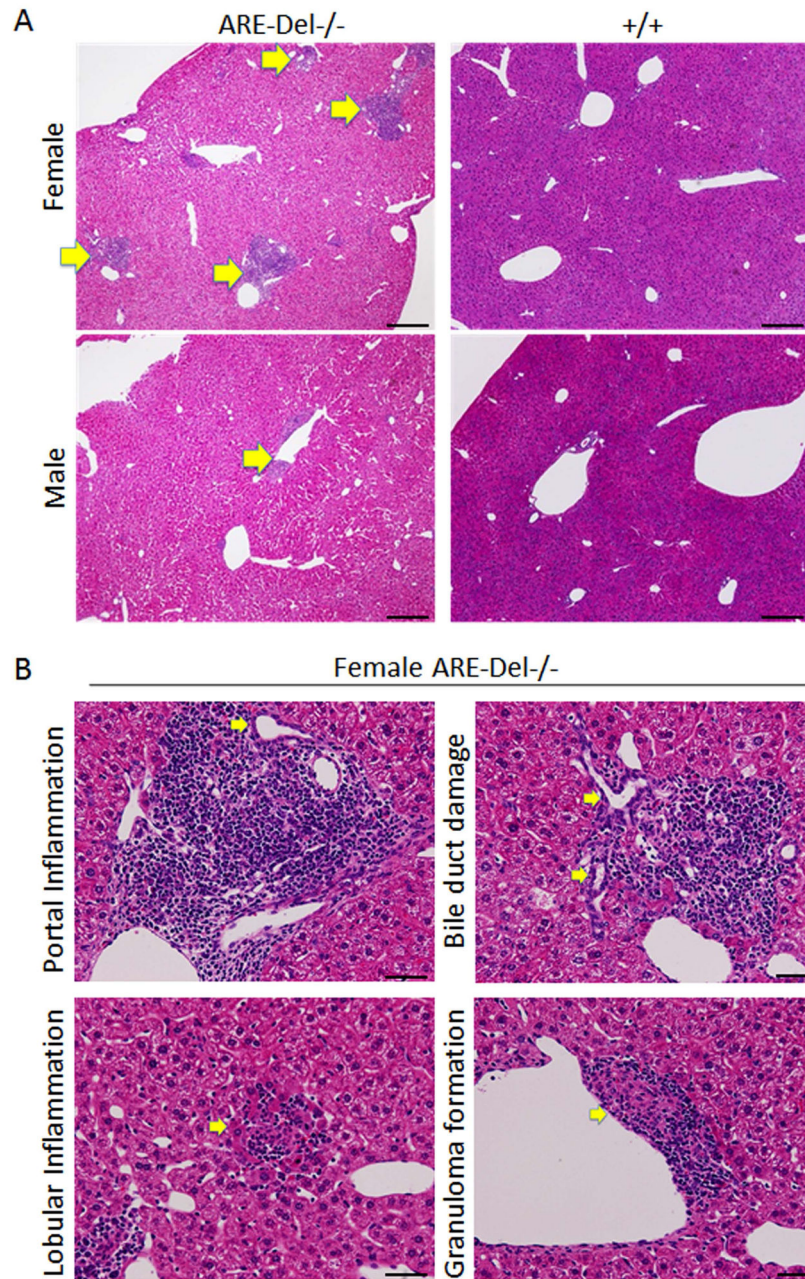 A
ARE-Del-/-
+/+
Female
Male
B
Female ARE-Del-/-
Portal Inflammation
Bile duct damage
Lobular Inflammation
Granuloma formation